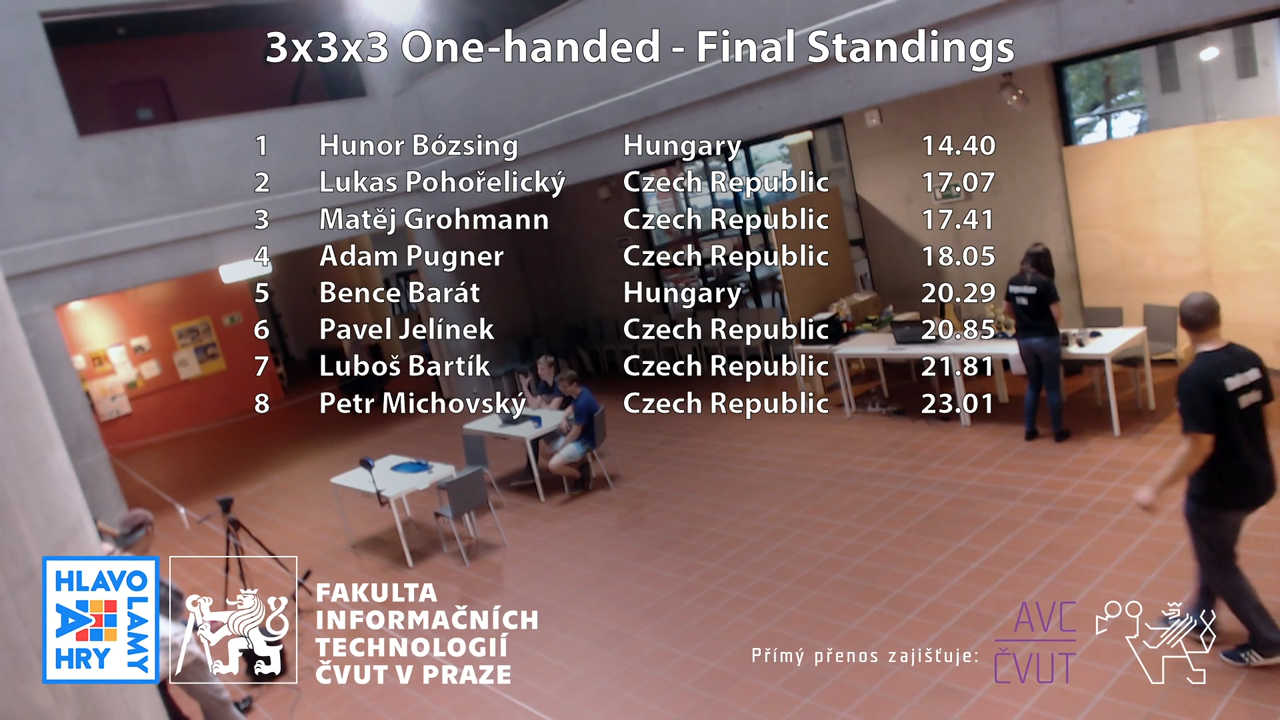 3x3x3 One-handed - Final Standings
1 Hunor Bózsing Hungary 14.40
2 Lukas Pohořelický Czech Republic 17.07
3 Matěj Grohmann Czech Republic 17.41
4 Adam Pugner Czech Republic 18.05
5 Bence Barát Hungary 20.29
6 Pavel Jelínek Czech Republic 20.85
7 Luboš Bartík Czech Republic 21.81
8 Petr Michovský Czech Republic 23.01
HLAVOLAMY
A
HRY
FAKULTA
INFORMAČNÍCH
TECHNOLOGIÍ
ČVUT V PRAZE
Přímý přenos zajišťuje:
AVC
ČVUT